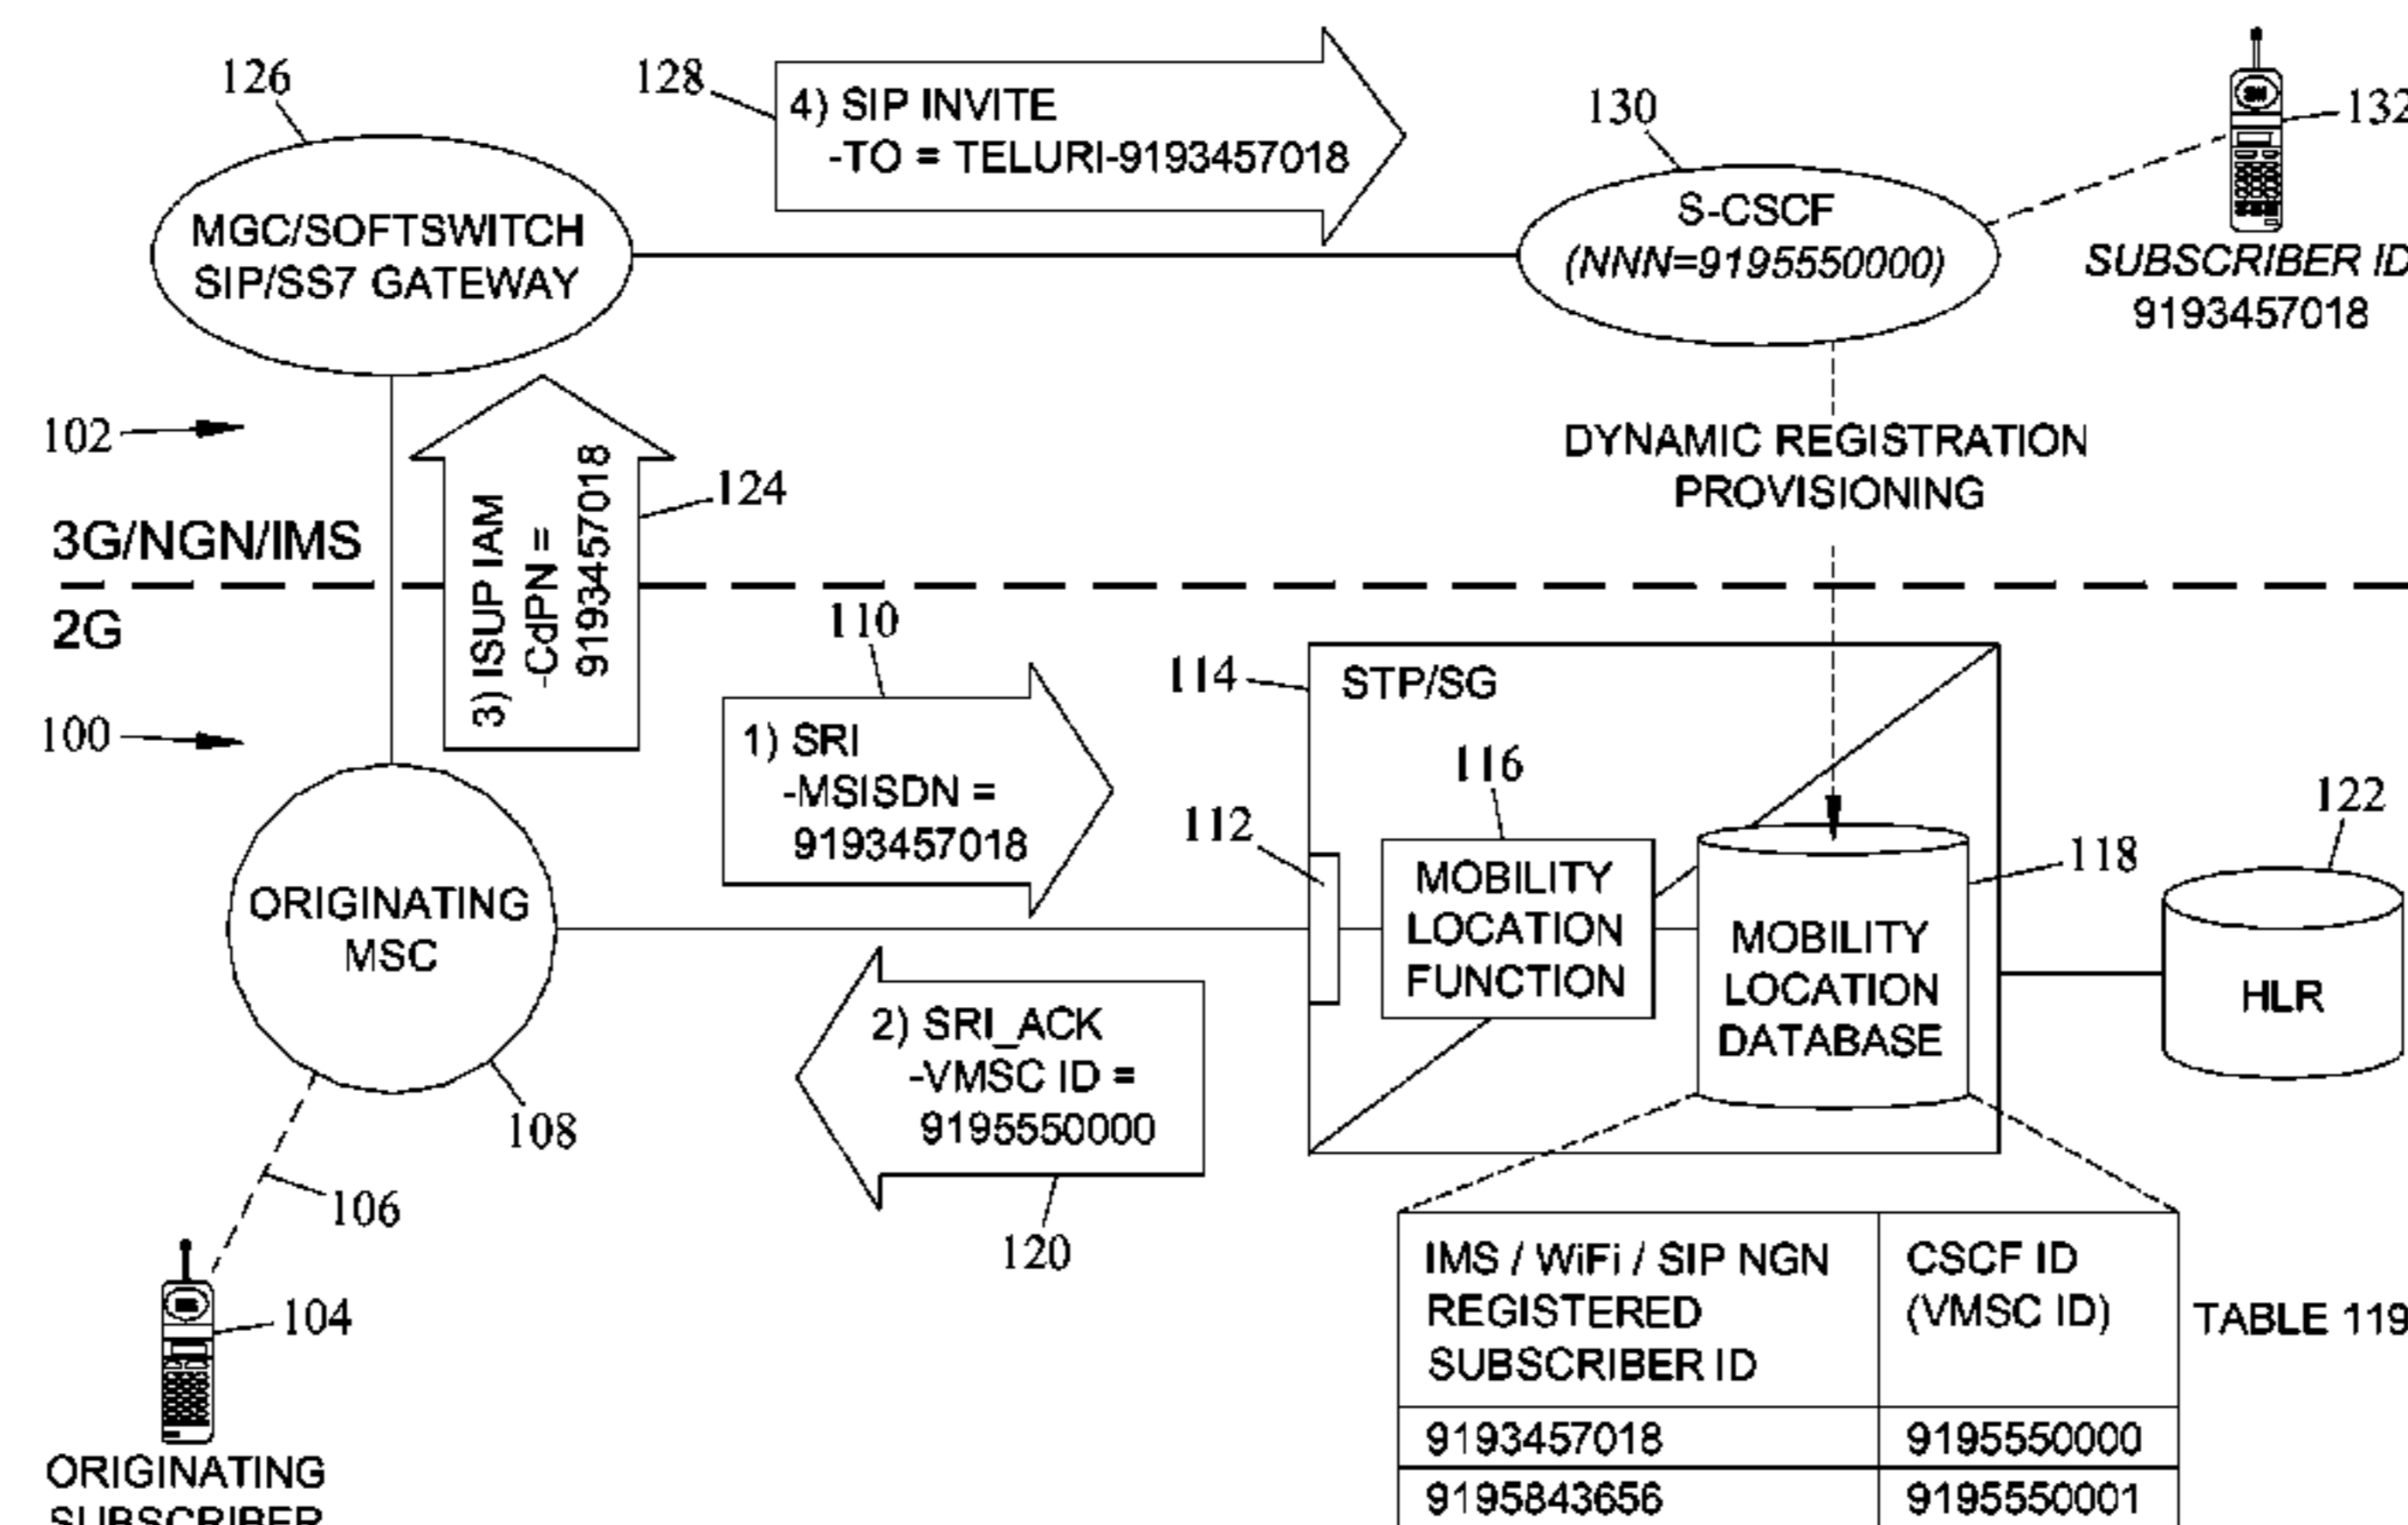 126
128
4) SIP INVITE
-TO = TELURI-9193457018
130
132
MGC/SOFTSWITCH
SIP/SS7 GATEWAY
S-CSCF
(NNN=9195550000)
SUBSCRIBER ID
9193457018
102
3) ISUP IAM
-CdPN =
9193457018
124
DYNAMIC REGISTRATION
PROVISIONING
3G/NGN/IMS
2G
110
114
STP/SG
100
1) SRI
-MSISDN =
9193457018
116
112
122
118
MOBILITY
LOCATION
FUNCTION
MOBILITY
LOCATION
DATABASE
HLR
ORIGINATING
MSC
2) SRI_ACK
-VMSC ID =
9195550000
108
106
120
104
IMS / WiFi / SIP NGN
REGISTERED
SUBSCRIBER ID
CSCF ID
(VMSC ID)
TABLE 119
9193457018
9195550000
9195843656
9195550001
ORIGINATING
SUBSCRIBER